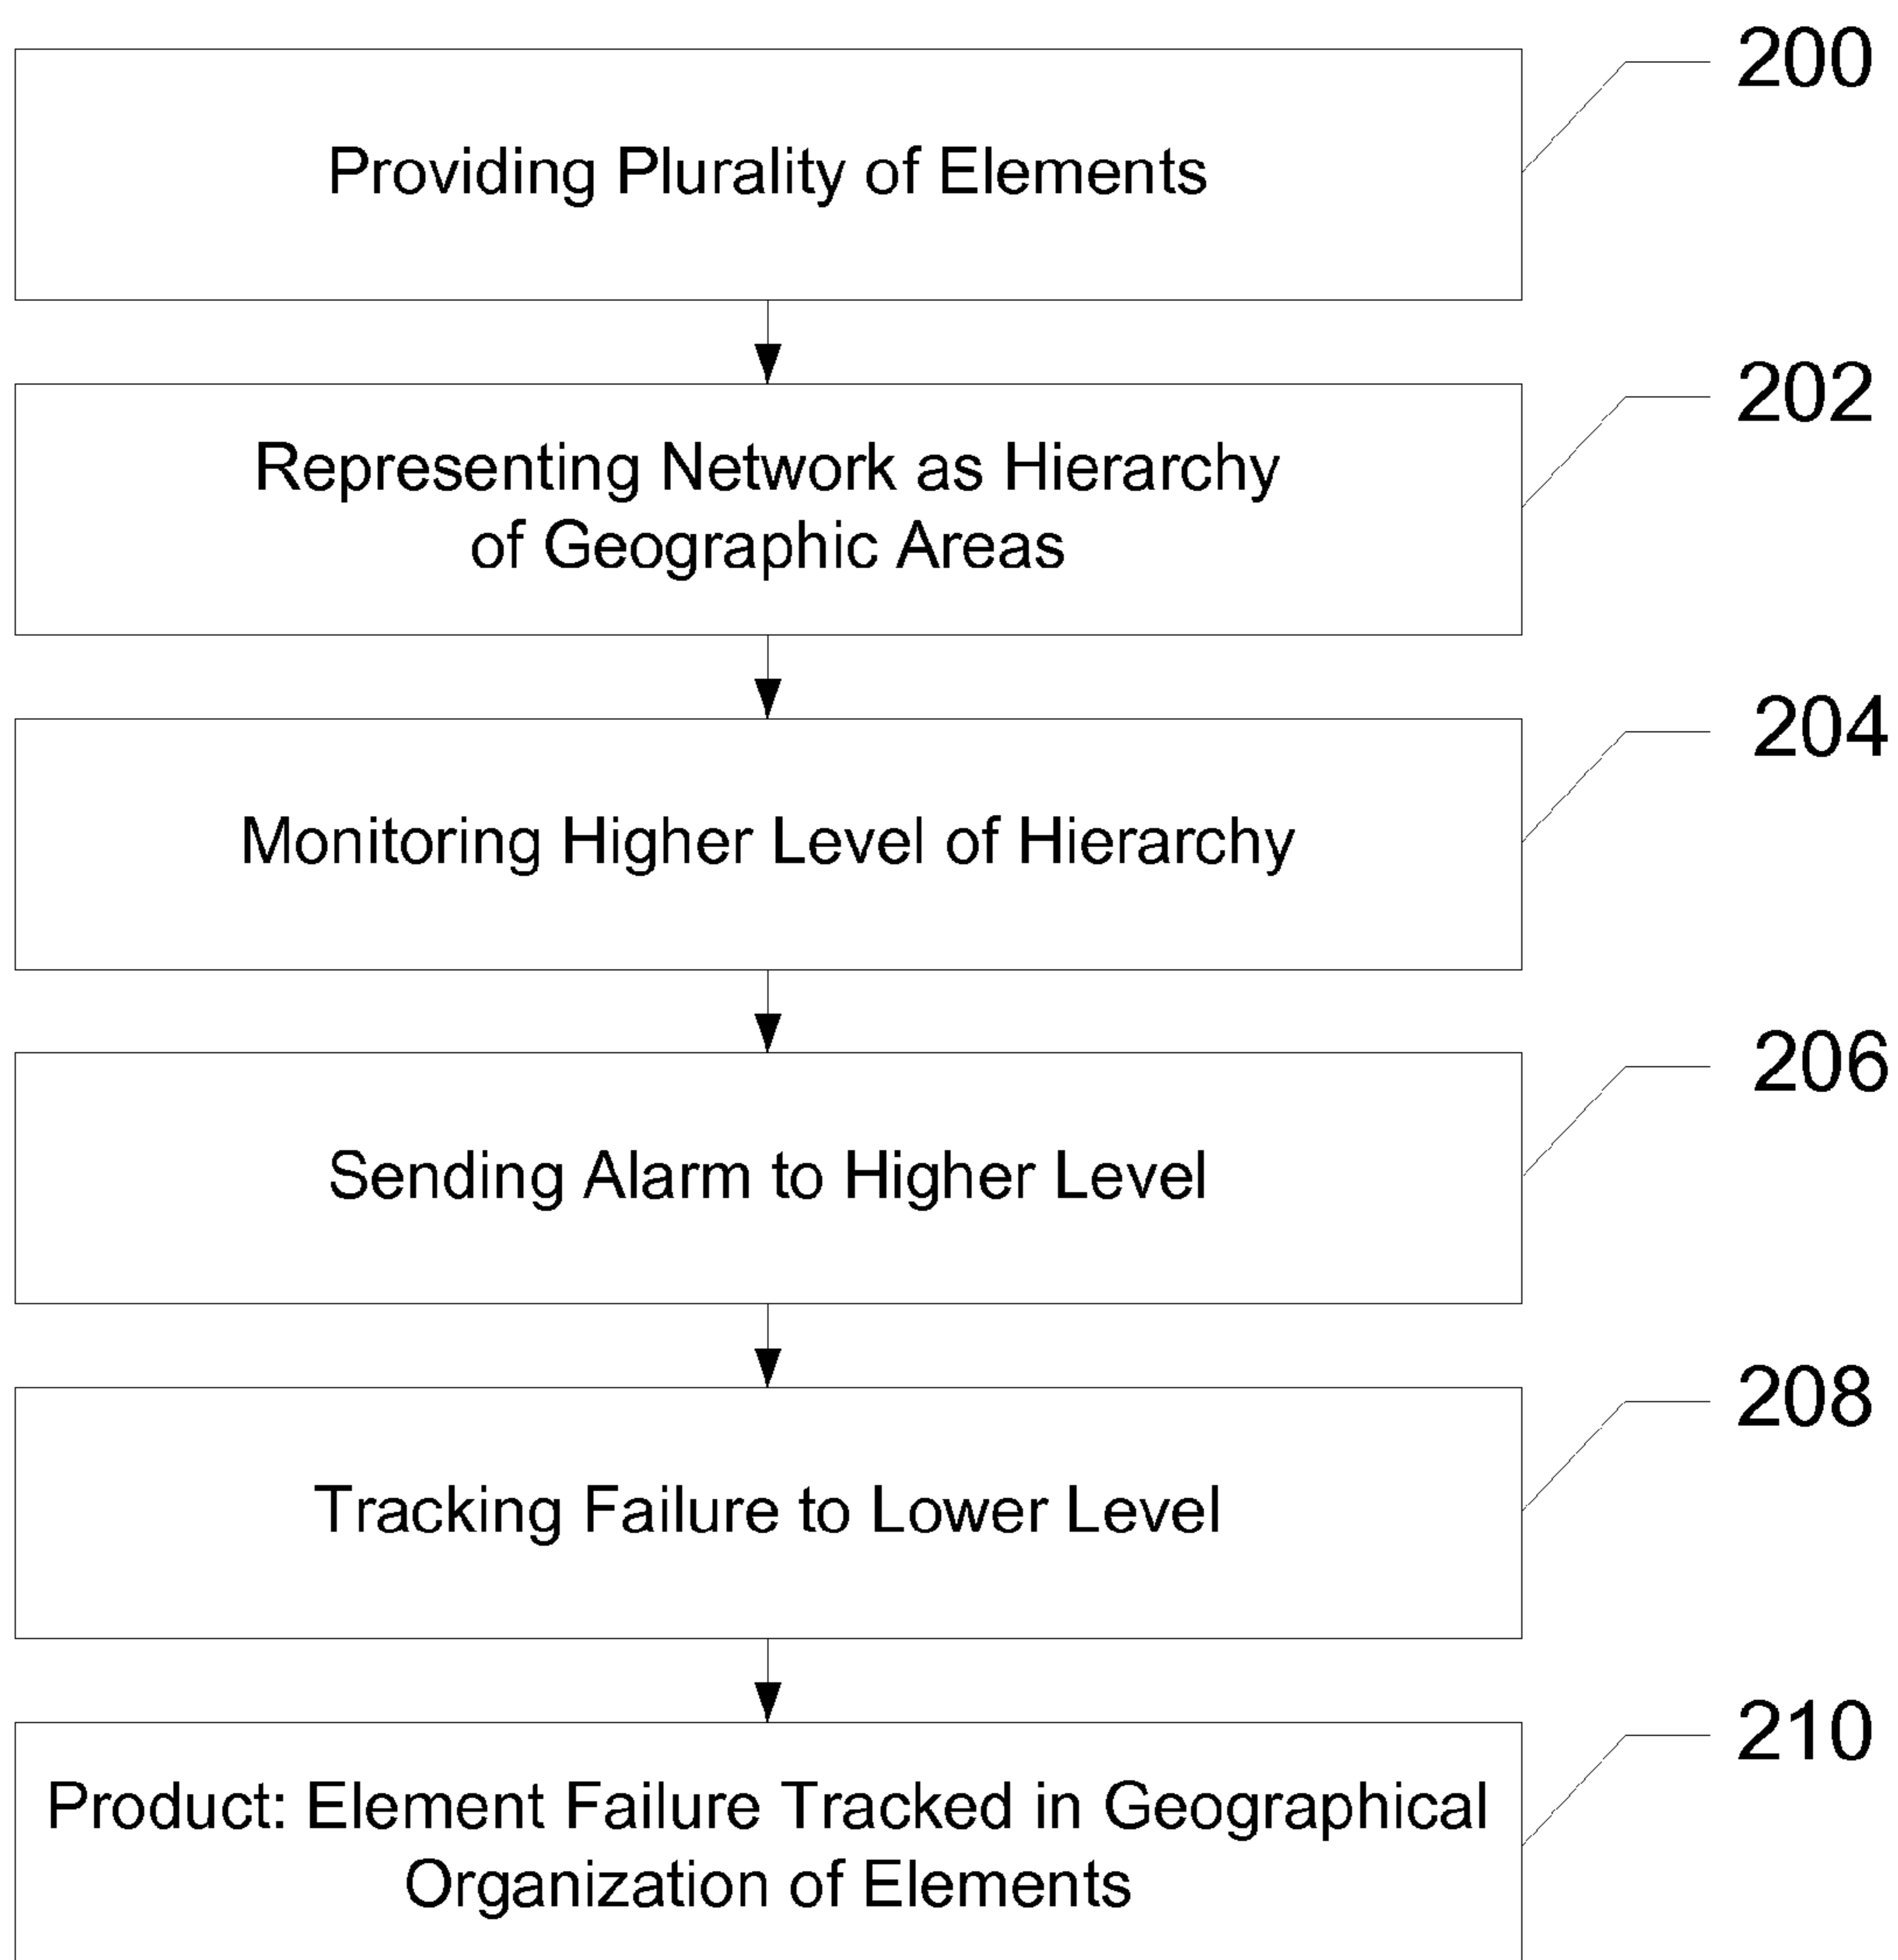 200
Providing Plurality of Elements
202
Representing Network as Hierarchy
of Geographic Areas
204
Monitoring Higher Level of Hierarchy
206
Sending Alarm to Higher Level
208
Tracking Failure to Lower Level
210
Product: Element Failure Tracked in Geographical
Organization of Elements